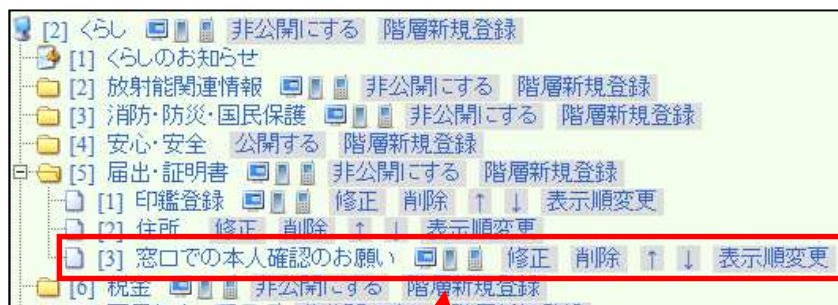 [2] くらし 非公開にする 階層新規登録
[1] くらしのお知らせ
[2] 放射能関連情報 非公開にする 階層新規登録
[3] 消防・防災・国民保護 非公開にする 階層新規登録
[4] 安心・安全 公開する 階層新規登録
[5] 届出・証明書 非公開にする 階層新規登録
[1] 印鑑登録 修正 削除 ↑ ↓ 表示順変更
[2] 住所 修正 削除 ↑ ↓ 表示順変更
[3] 窓口での本人確認のお願い 修正 削除 ↑ ↓ 表示順変更
[6] 税金 非公開にする 階層新規登録